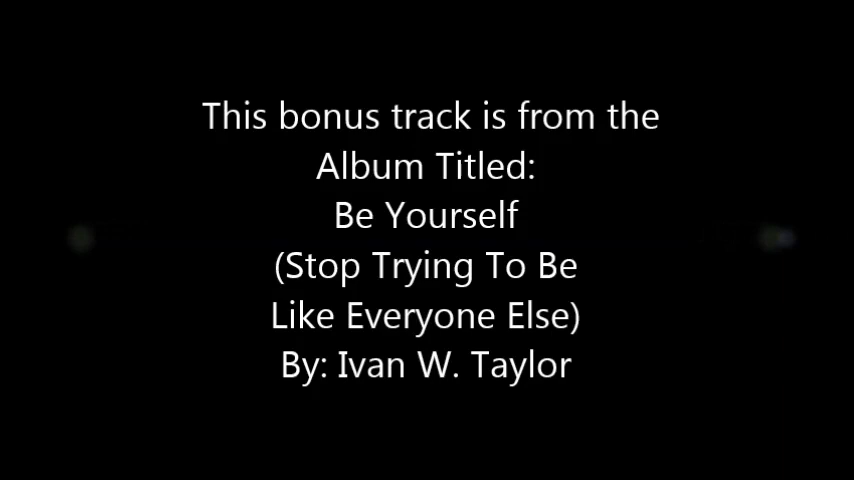 This bonus track is from the
Album Titled:
Be Yourself
(Stop Trying To Be
Like Everyone Else)
By: Ivan W. Taylor